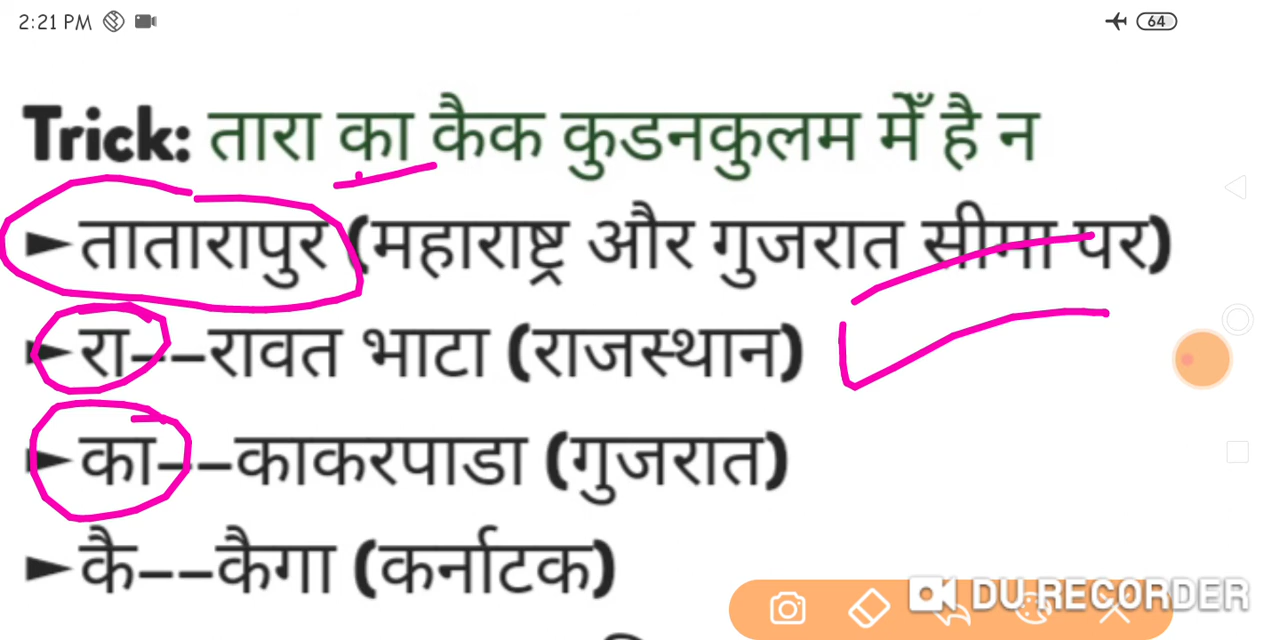 2:21 PM
64
Trick: तारा का कैक कुडनकुलम मेँ है न
►तातारापुर (महाराष्ट्र और गुजरात सीमा पर)
►रा--रावत भाटा (राजस्थान)
►का--काकरपाडा (गुजरात)
►कै--कैगा (कर्नाटक)
DU RECORDER